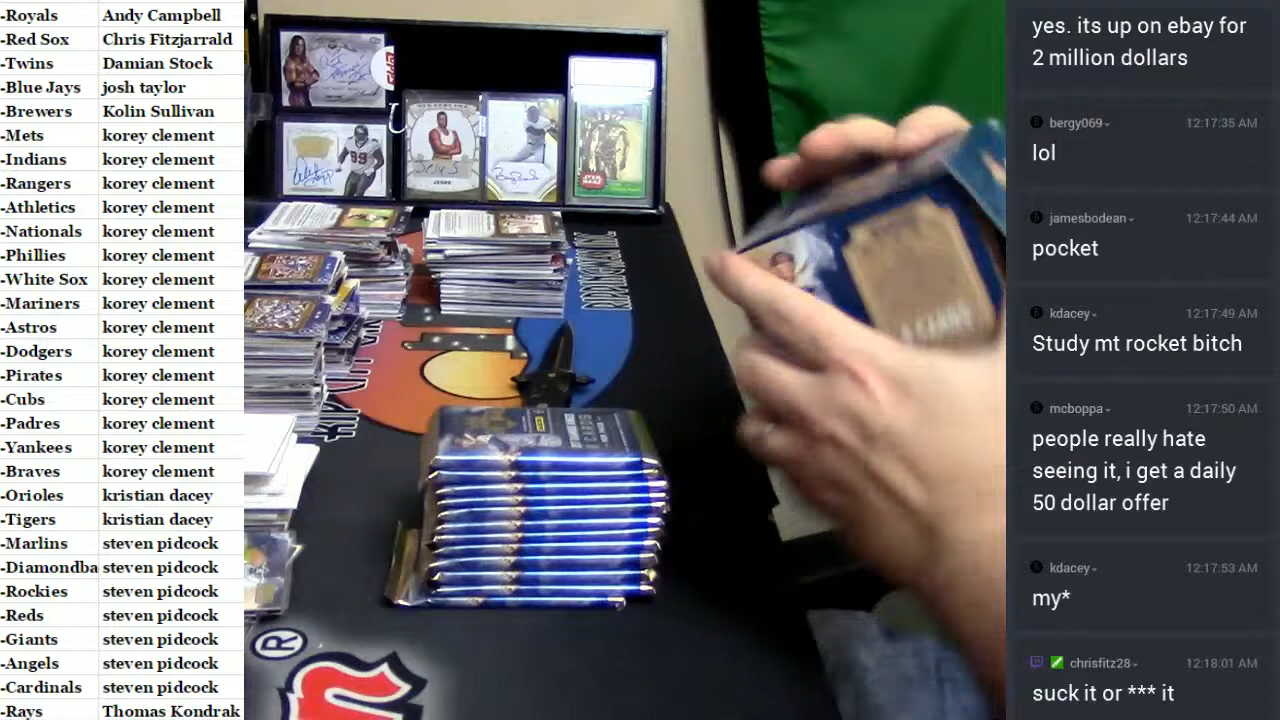 -Royals Andy Campbell
-Red Sox Chris Fitzjarrald
-Twins Damian Stock
-Blue Jays josh taylor
-Brewers Kolin Sullivan
-Mets korey clement
-Indians korey clement
-Rangers korey clement
-Athletics korey clement
-Nationals korey clement
-Phillies korey clement
-White Sox korey clement
-Mariners korey clement
-Astros korey clement
-Dodgers korey clement
-Pirates korey clement
-Cubs korey clement
-Padres korey clement
-Yankees korey clement
-Braves korey clement
-Orioles kristian dacey
-Tigers kristian dacey
-Marlins steven pidcock
-Diamondba steven pidcock
-Rockies steven pidcock
-Reds steven pidcock
-Giants steven pidcock
-Angels steven pidcock
-Cardinals steven pidcock
-Rays Thomas Kondrak
JESUS
STAR WARS
RIP CITY
®
yes. its up on ebay for
2 million dollars
bergy069 12:17:35 AM
lol
jamesbodean 12:17:44 AM
pocket
kdacey 12:17:49 AM
Study mt rocket bitch
mcboppa 12:17:50 AM
people really hate
seeing it, i get a daily
50 dollar offer
kdacey 12:17:53 AM
my*
chrisfitz28 12:18:01 AM
suck it or *** it